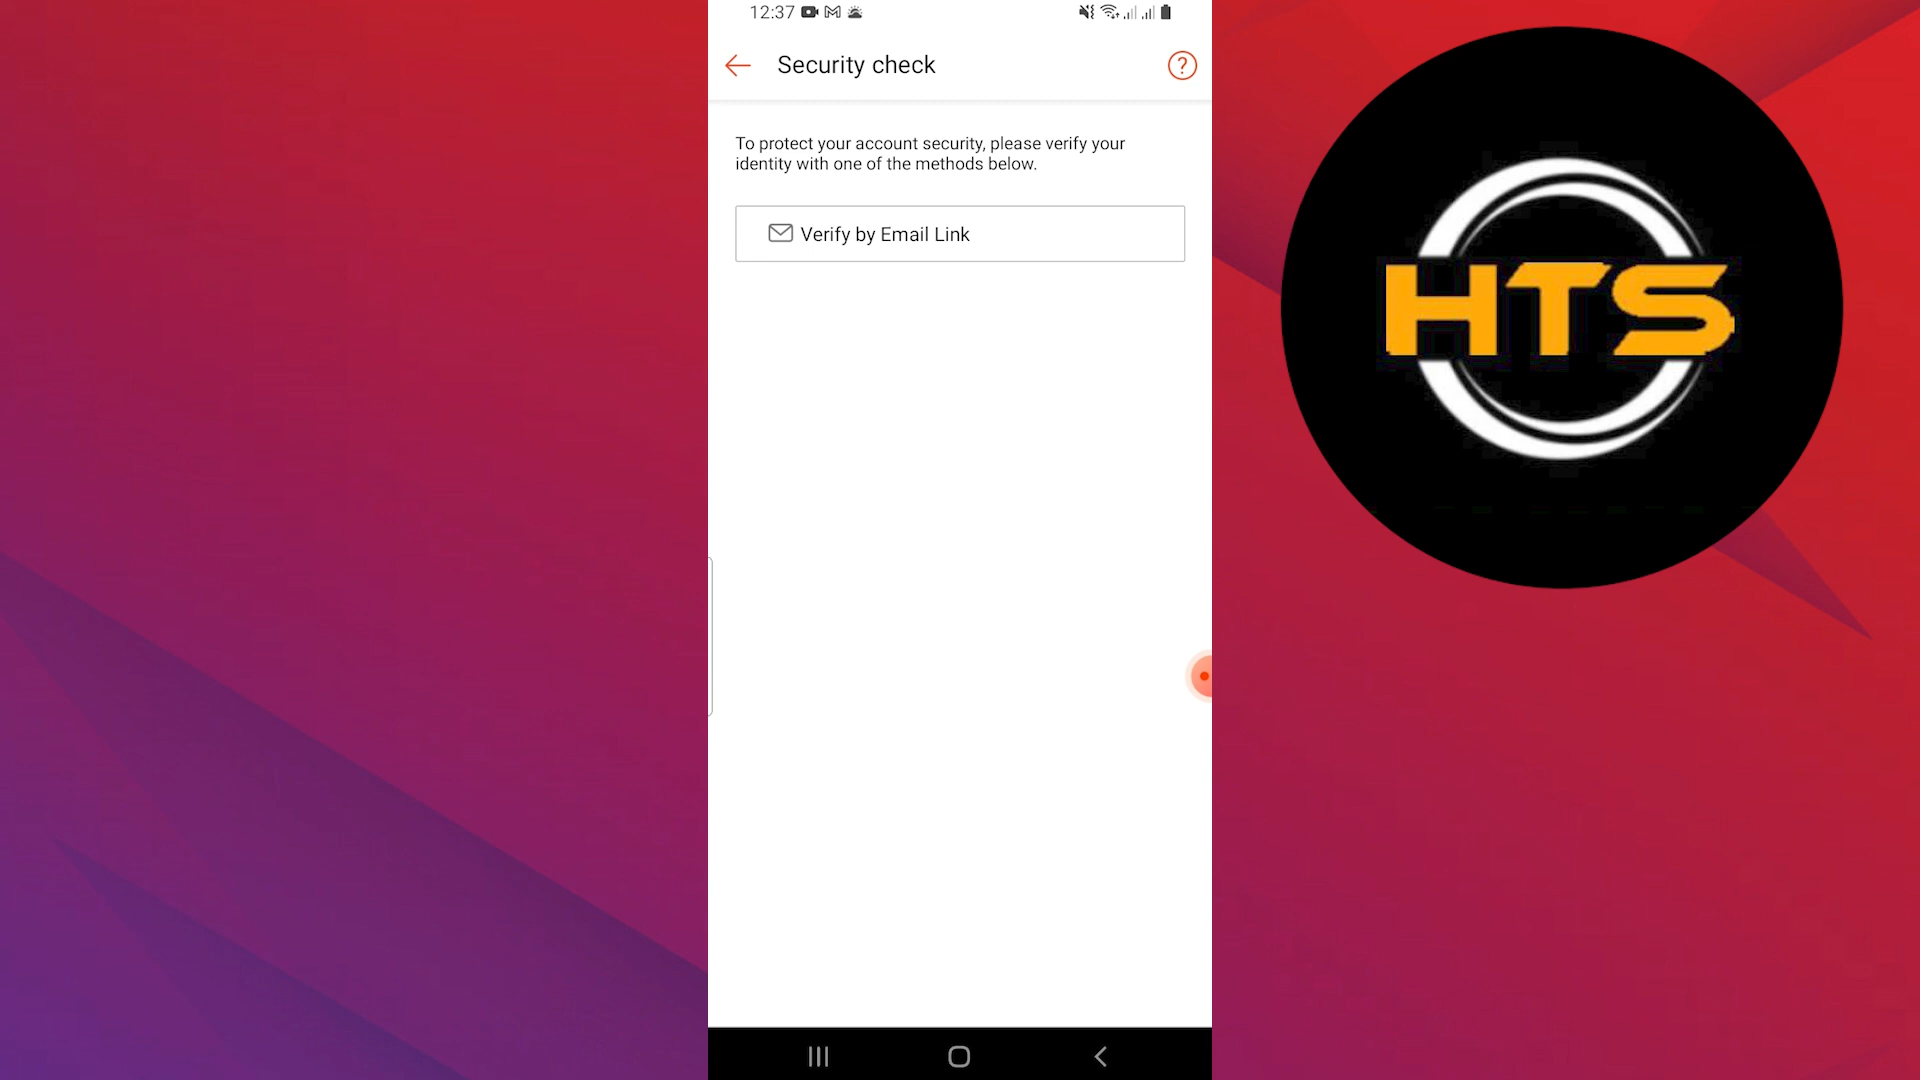 12:37
Security check
?
To protect your account security, please verify your
identity with one of the methods below.
Verify by Email Link
HTS